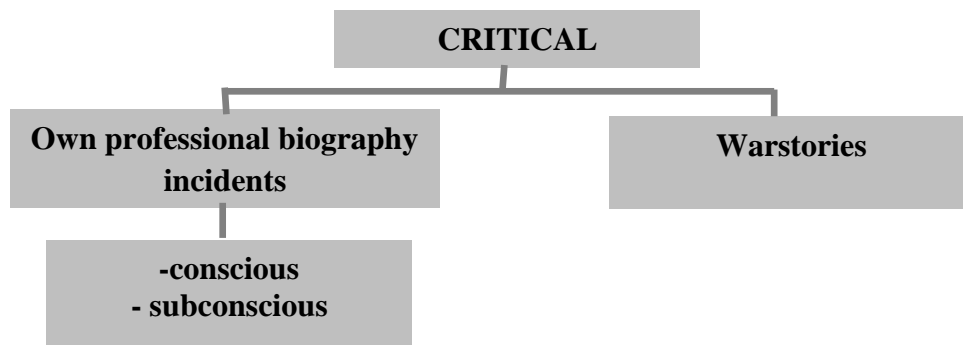 CRITICAL
Own professional biography
incidents
Warstories
-conscious
- subconscious